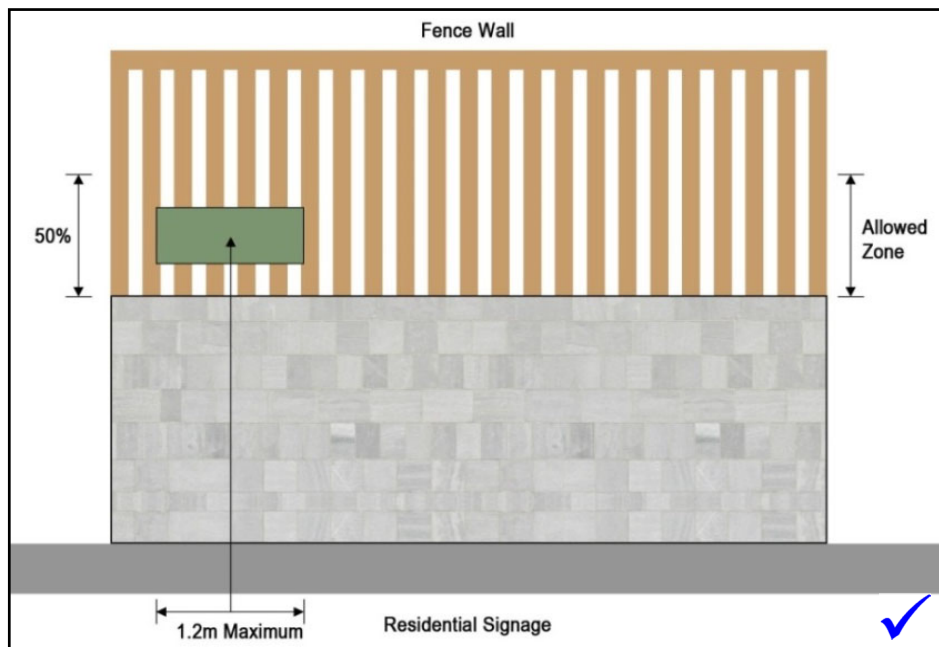 Fence Wall
50%
Allowed
Zone
1.2m Maximum
Residential Signage